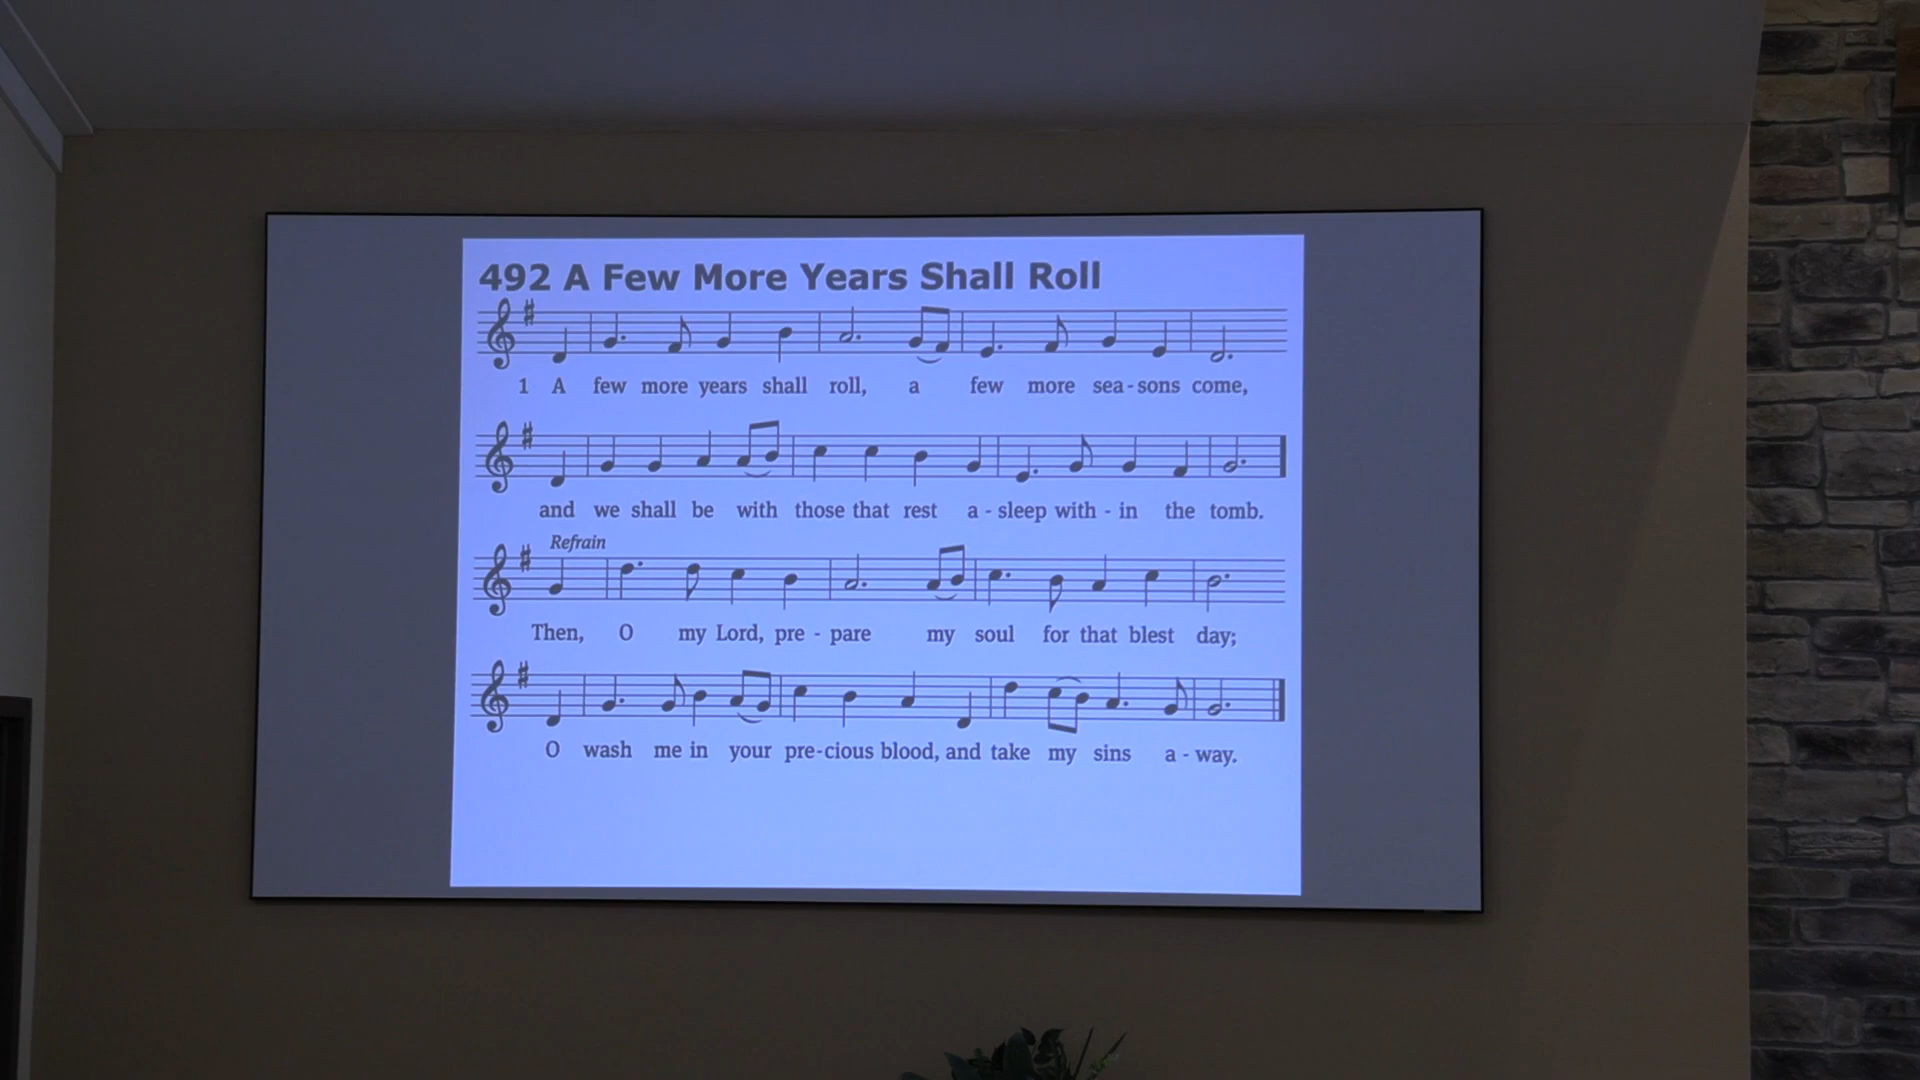 492 A Few More Years Shall Roll
1 A few more years shall roll, a few more sea-sons come,
and we shall be with those that rest a-sleep with-in the tomb.
Refrain
Then, O my Lord, pre-pare my soul for that blest day;
O wash me in your pre-cious blood, and take my sins a-way.